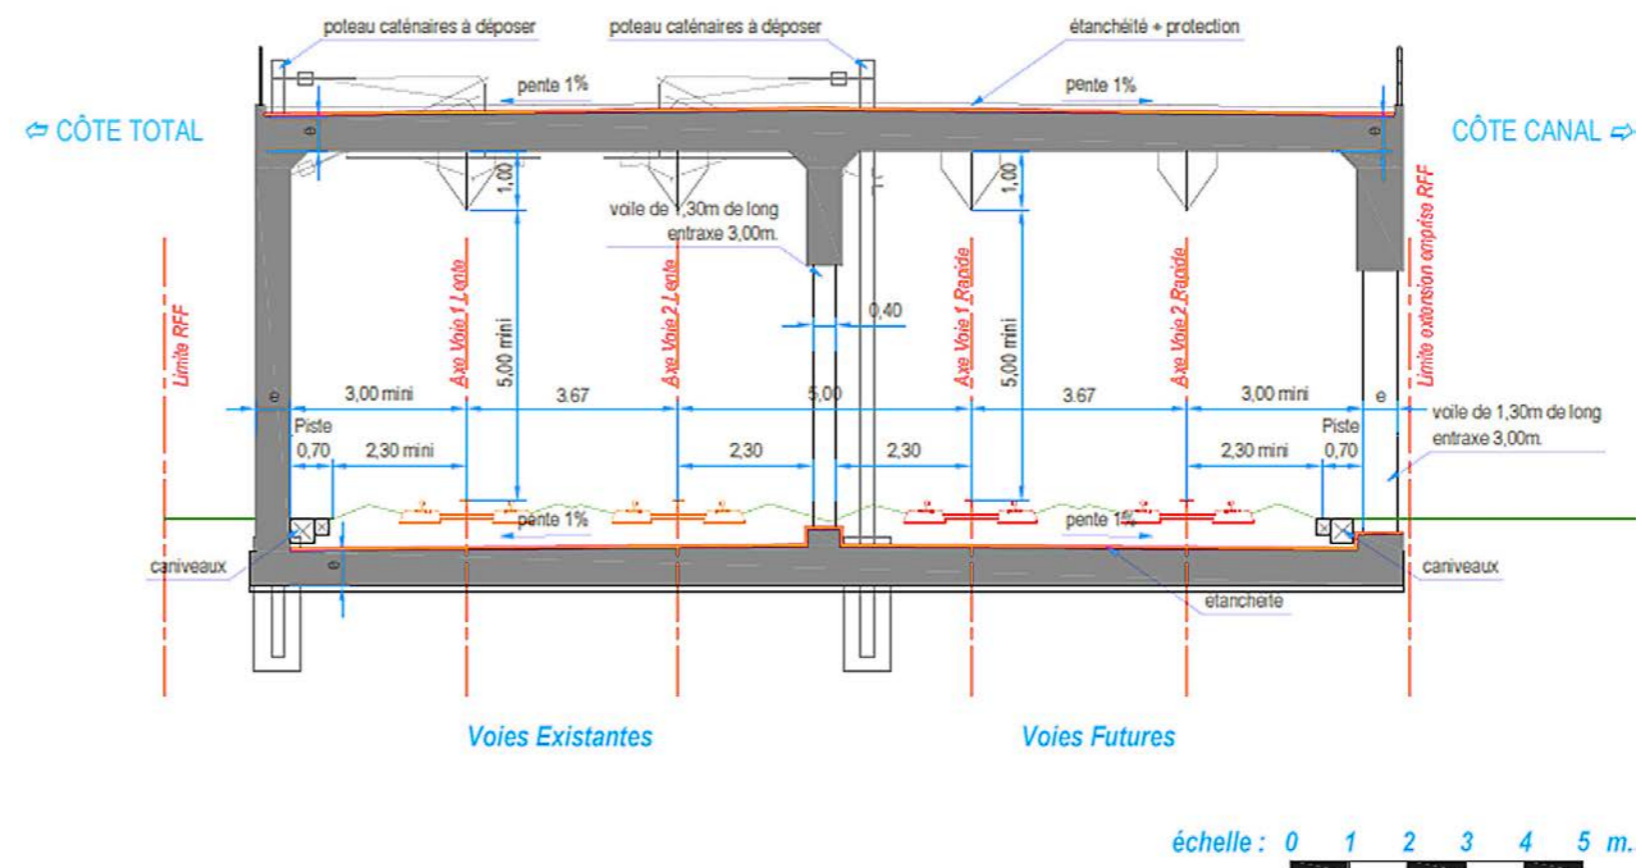 poteau caténaires à déposer
poteau caténaires à déposer
étanchéité + protection
pente 1%
pente 1%
⇦ CÔTE TOTAL
CÔTE CANAL ⇨
e
e
1,00
1,00
voile de 1,30m de long
entraxe 3,00m.
Limite RFF
Axe Voie 1 Lente
5,00 mini
Axe Voie 2 Lente
0,40
Axe Voie 1 Rapide
5,00 mini
Axe Voie 2 Rapide
Limite extension emprise RFF
e
3,00 mini
3.67
5,00
3.67
3,00 mini
e
voile de 1,30m de long
entraxe 3,00m.
Piste
0,70
2,30 mini
2,30
2,30
2,30 mini
Piste
0,70
pente 1%
pente 1%
caniveaux
e
caniveaux
etancheite
Voies Existantes
Voies Futures
échelle : 0 1 2 3 4 5 m.